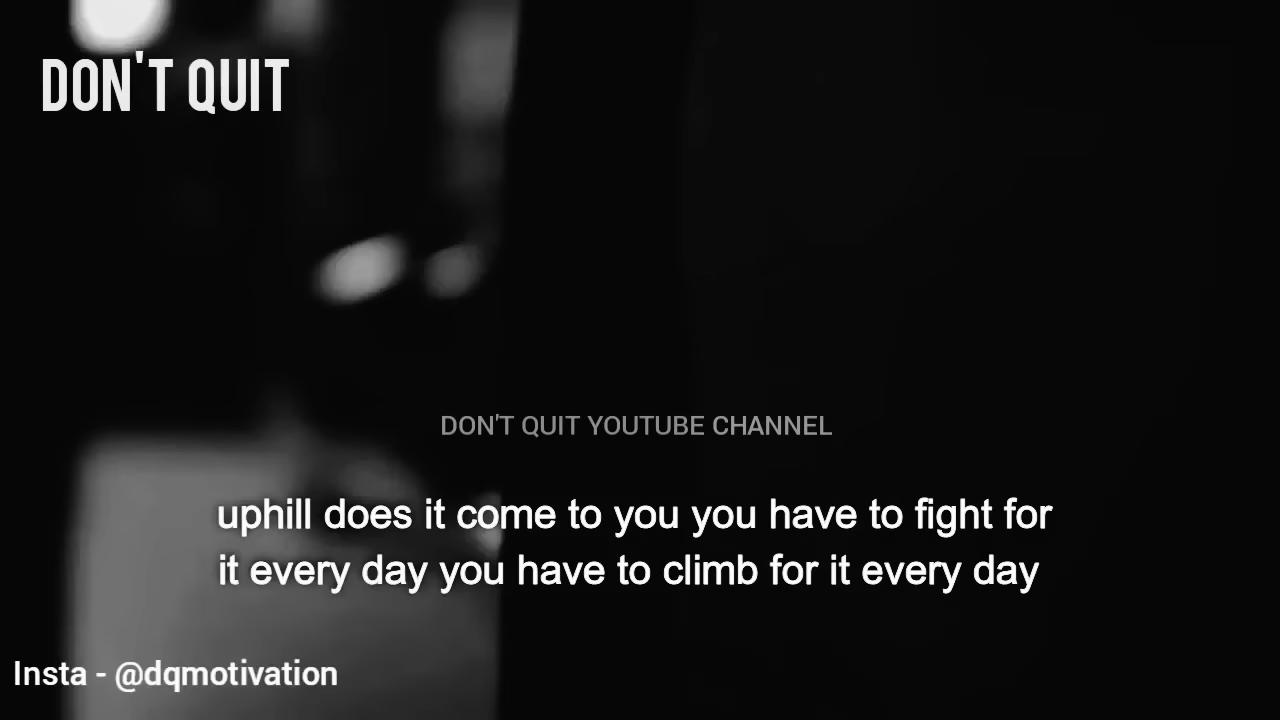 DON'T QUIT
DON'T QUIT YOUTUBE CHANNEL
uphill does it come to you you have to fight for
it every day you have to climb for it every day
Insta - @dqmotivation